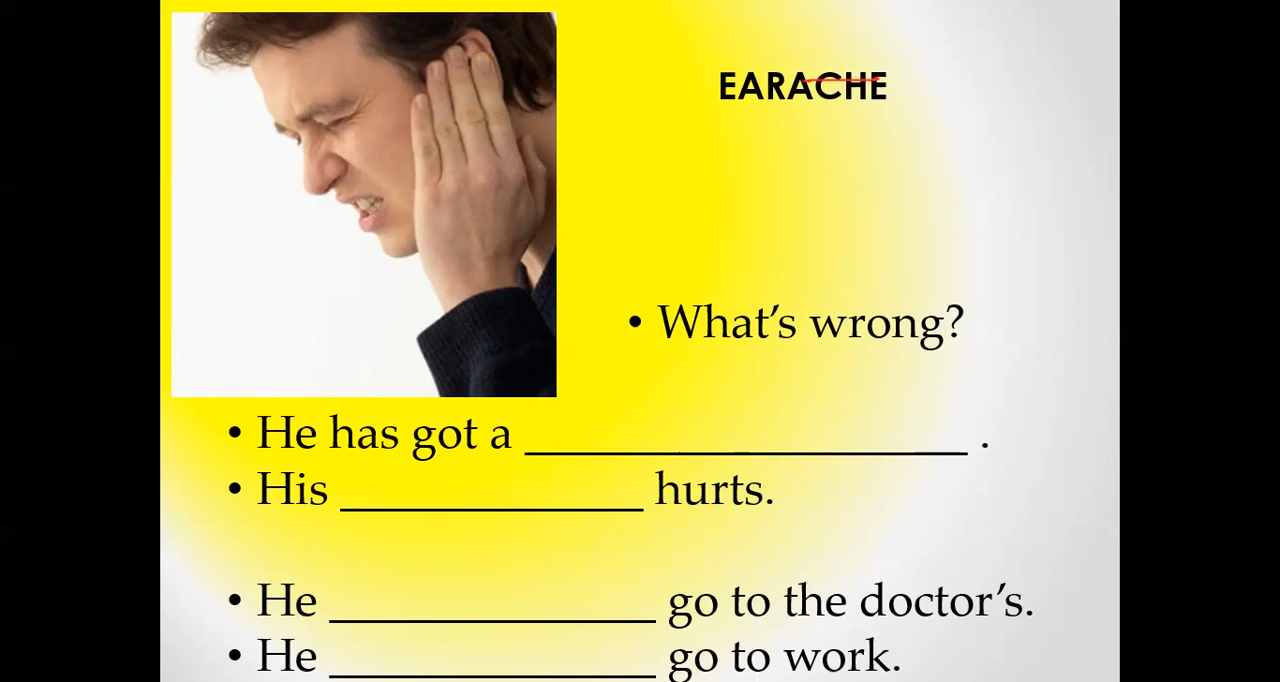 EARACHE
• What’s wrong?
• He has got a ____________________ .
• His ______________ hurts.
• He _______________ go to the doctor’s.
• He _______________ go to work.